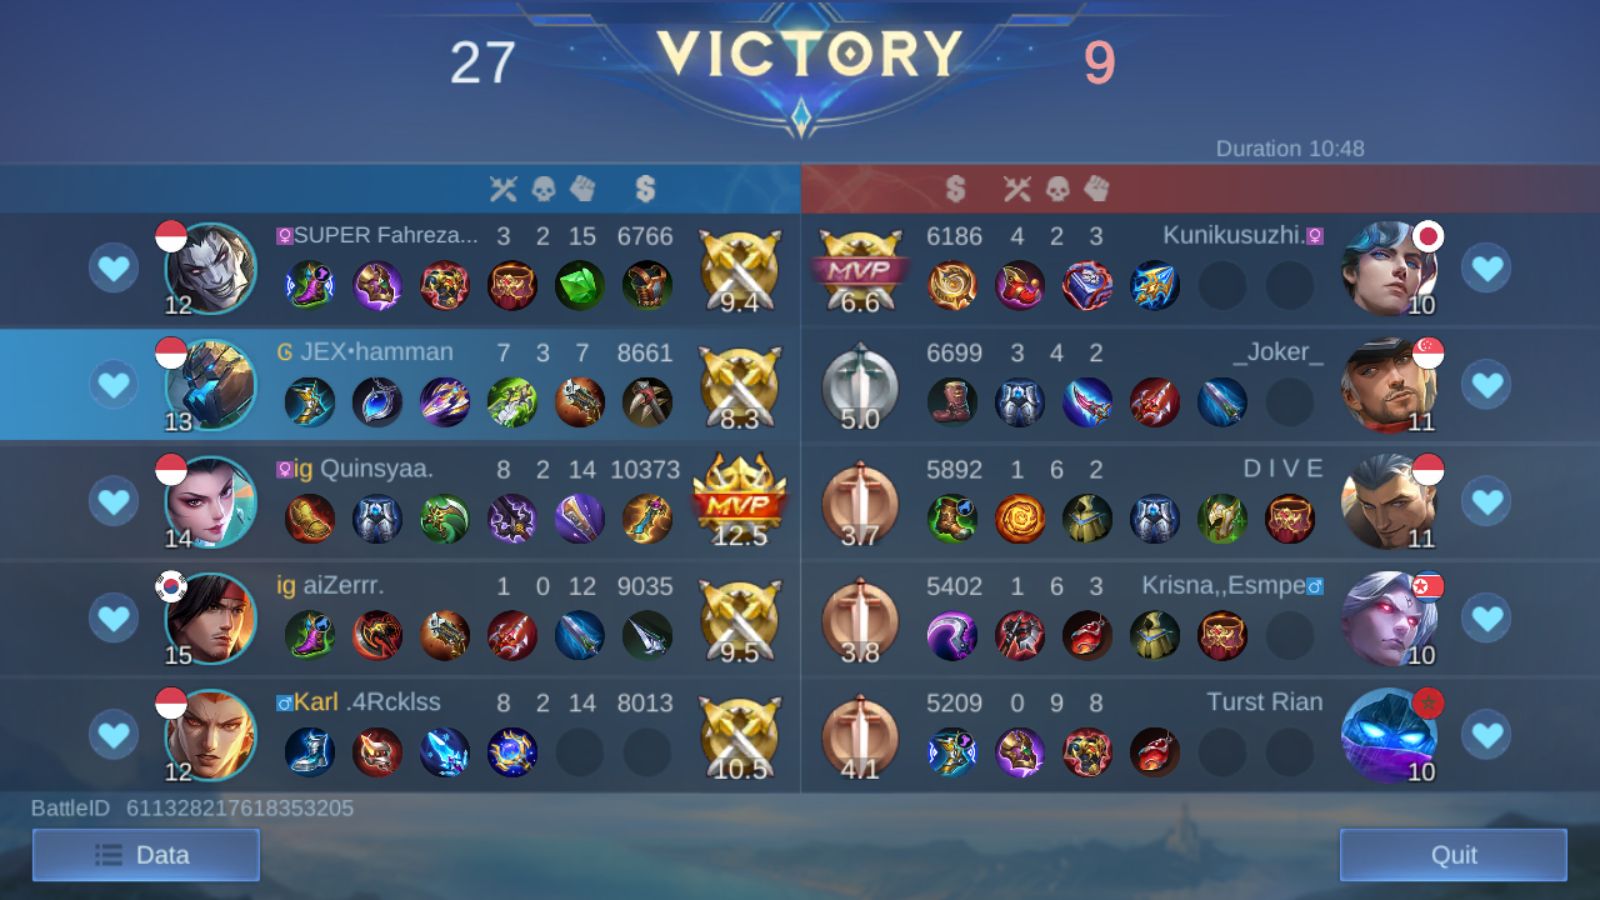 27 VICTORY 9
Duration 10:48
SUPER Fahreza... 3 2 15 6766
12 9.4
6186 4 2 3 Kunikusuzhi.
MVP
6.6 10
G JEX•hamman 7 3 7 8661
13 8.3
6699 3 4 2 _Joker_
5.0 11
ig Quinsyaa. 8 2 14 10373
MVP
14 12.5
5892 1 6 2 D I V E
3.7 11
ig aiZerrr. 1 0 12 9035
15 9.5
5402 1 6 3 Krisna,,Esmpe
3.8 10
Karl .4Rcklss 8 2 14 8013
12 10.5
5209 0 9 8 Turst Rian
4.1 10
BattleID 611328217618353205
Data
Quit